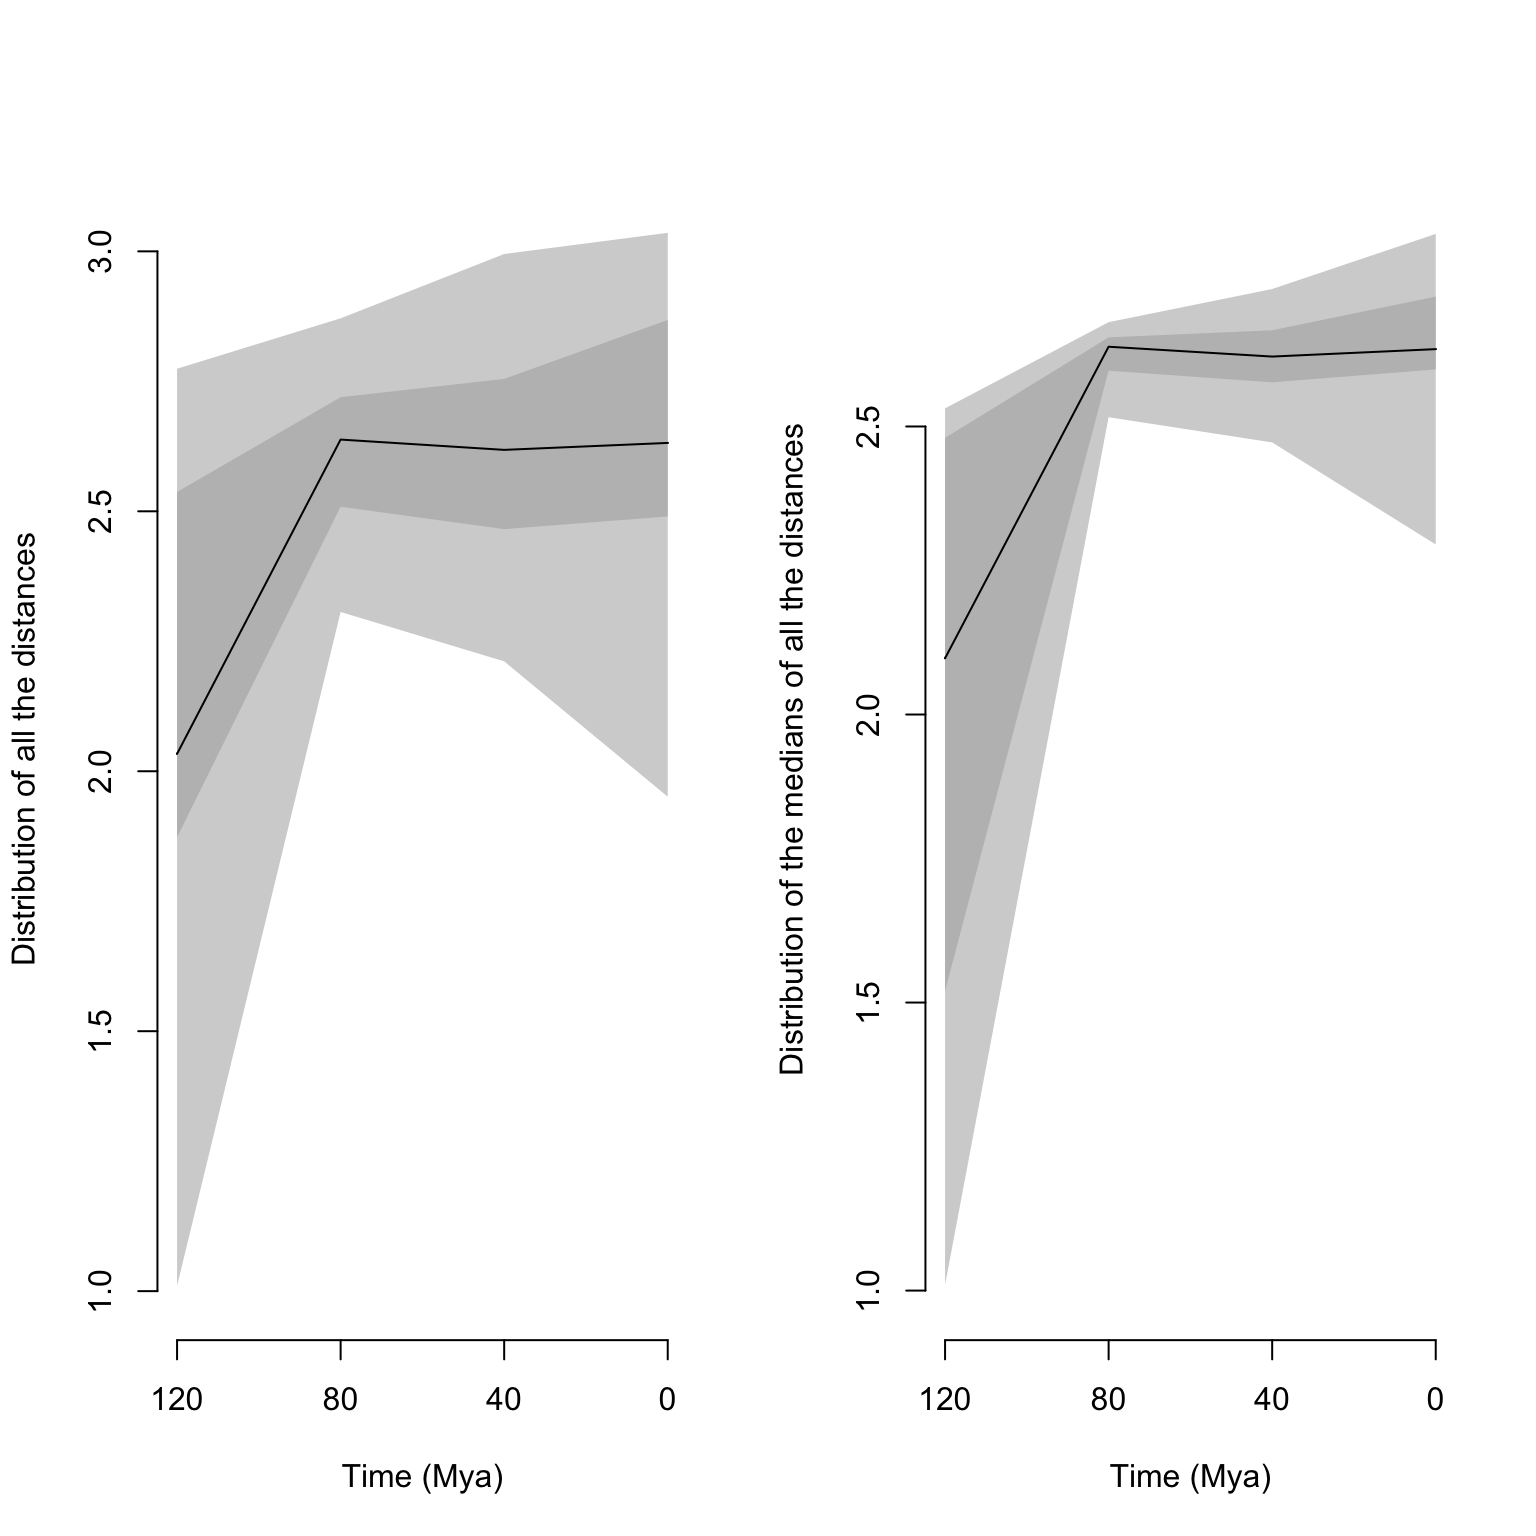 Distribution of all the distances
3.0
2.5
2.0
1.5
1.0
120 80 40 0
Time (Mya)
Distribution of the medians of all the distances
2.5
2.0
1.5
1.0
120 80 40 0
Time (Mya)